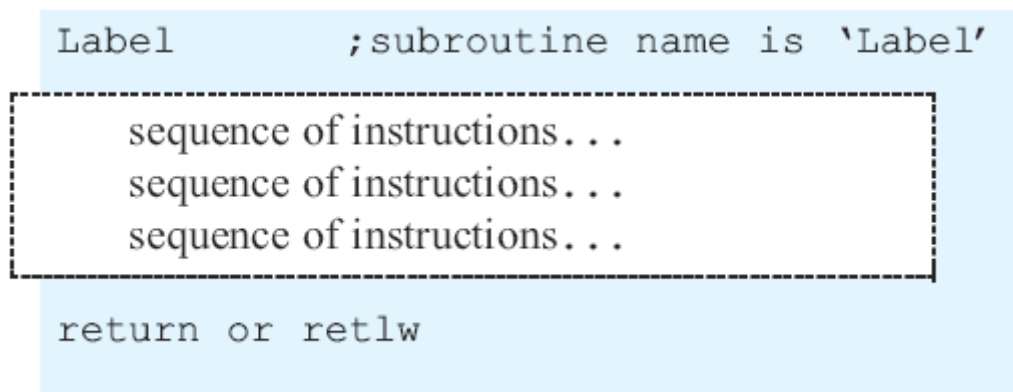 Label ;subroutine name is ‘Label’
sequence of instructions...
sequence of instructions...
sequence of instructions...
return or retlw